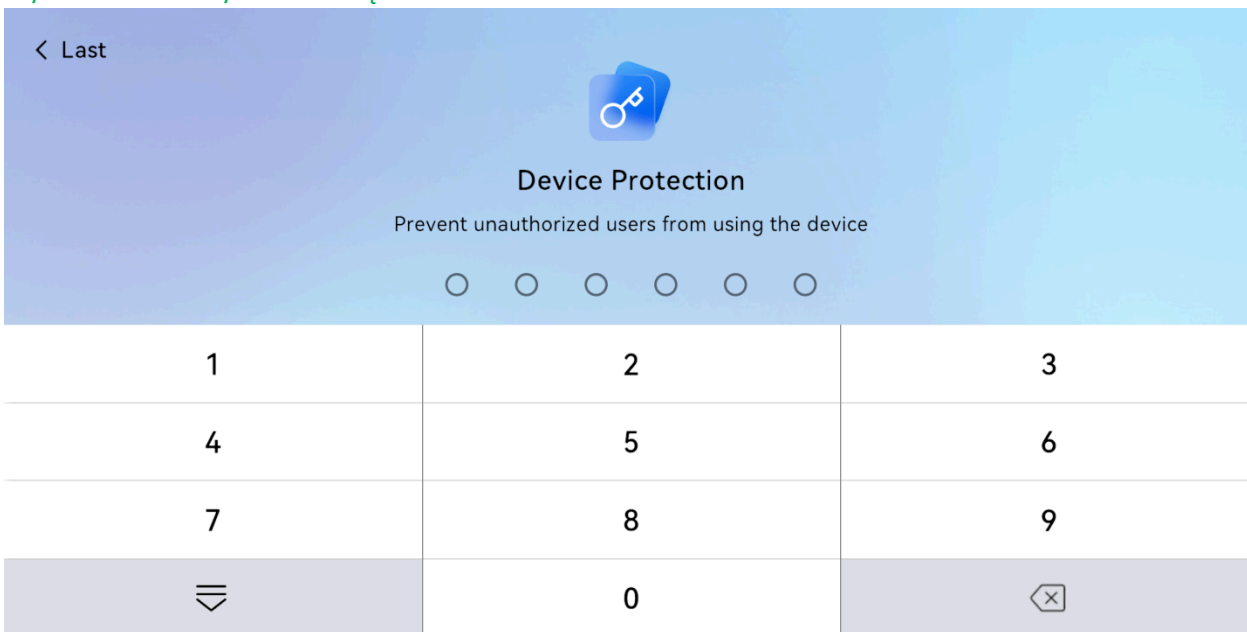 < Last
Device Protection
Prevent unauthorized users from using the device
1 2 3
4 5 6
7 8 9
0